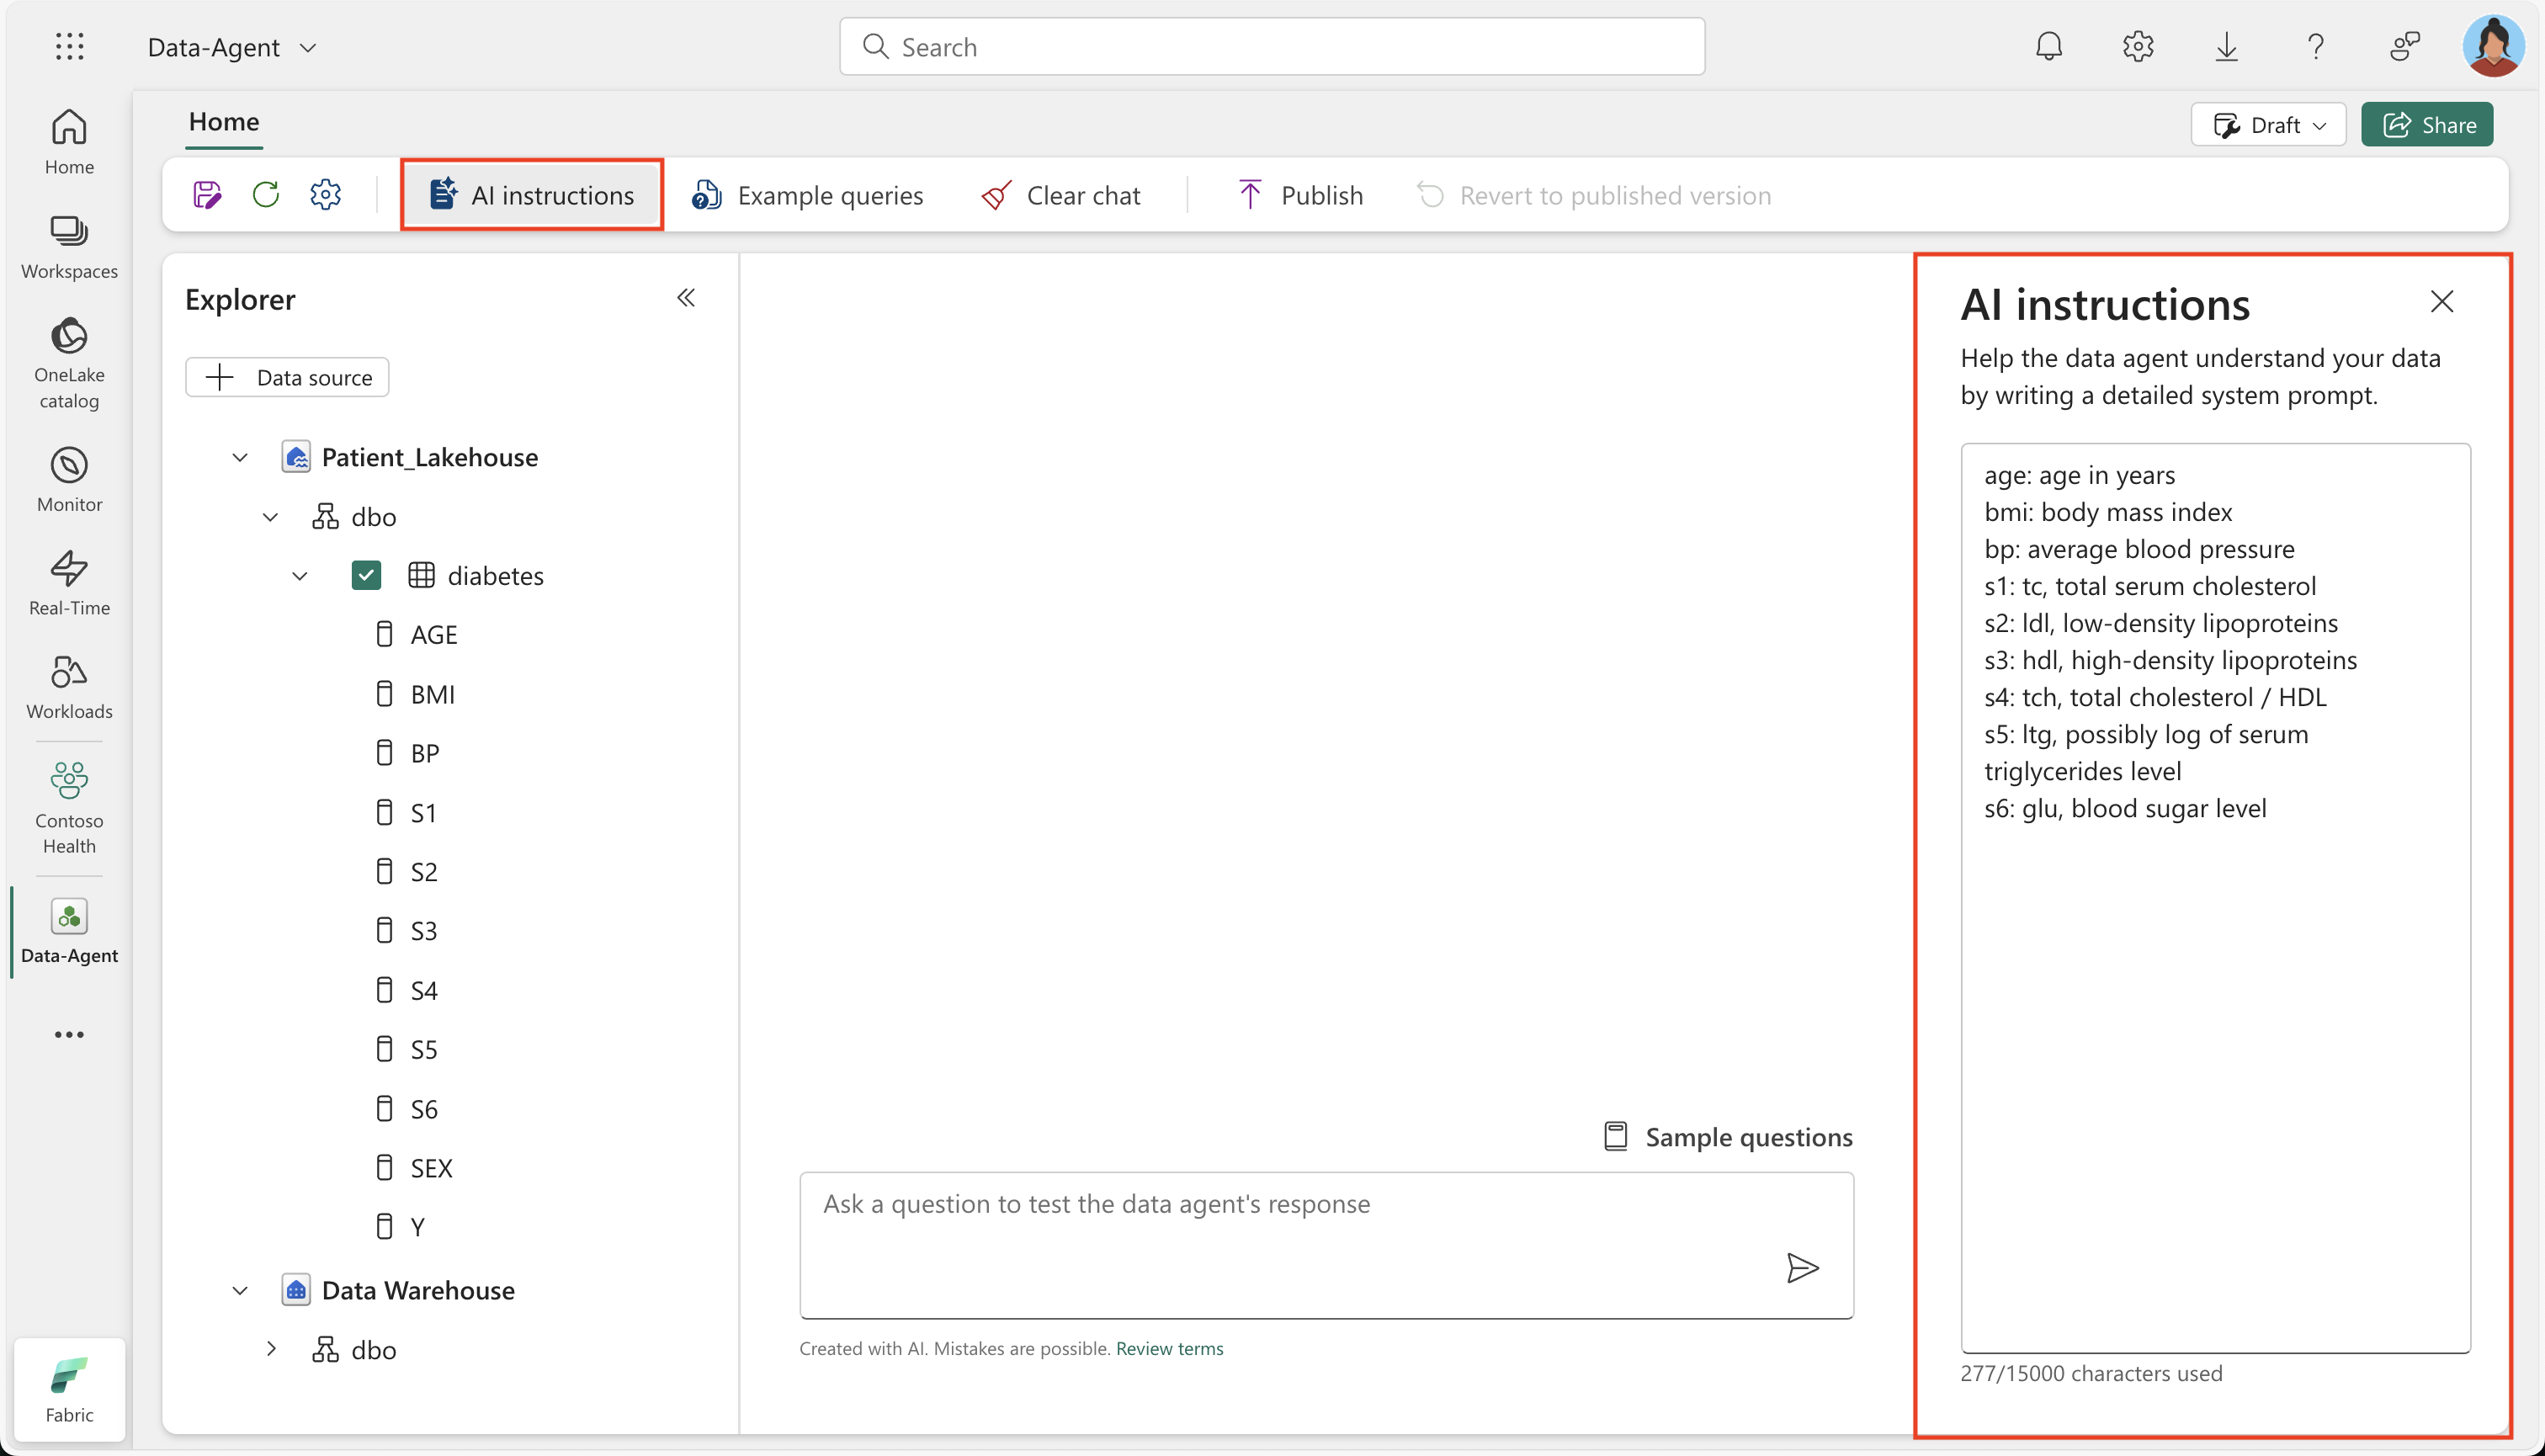 Data-Agent
Search
Home
Draft
Share
AI instructions
Example queries
Clear chat
Publish
Revert to published version
Home
Workspaces
OneLake
catalog
Monitor
Real-Time
Workloads
Contoso
Health
Data-Agent
Fabric
Explorer
Data source
Patient_Lakehouse
dbo
diabetes
AGE
BMI
BP
S1
S2
S3
S4
S5
S6
SEX
Y
Data Warehouse
dbo
Sample questions
Ask a question to test the data agent's response
Created with AI. Mistakes are possible. Review terms
AI instructions
Help the data agent understand your data
by writing a detailed system prompt.
age: age in years
bmi: body mass index
bp: average blood pressure
s1: tc, total serum cholesterol
s2: ldl, low-density lipoproteins
s3: hdl, high-density lipoproteins
s4: tch, total cholesterol / HDL
s5: ltg, possibly log of serum
triglycerides level
s6: glu, blood sugar level
277/15000 characters used